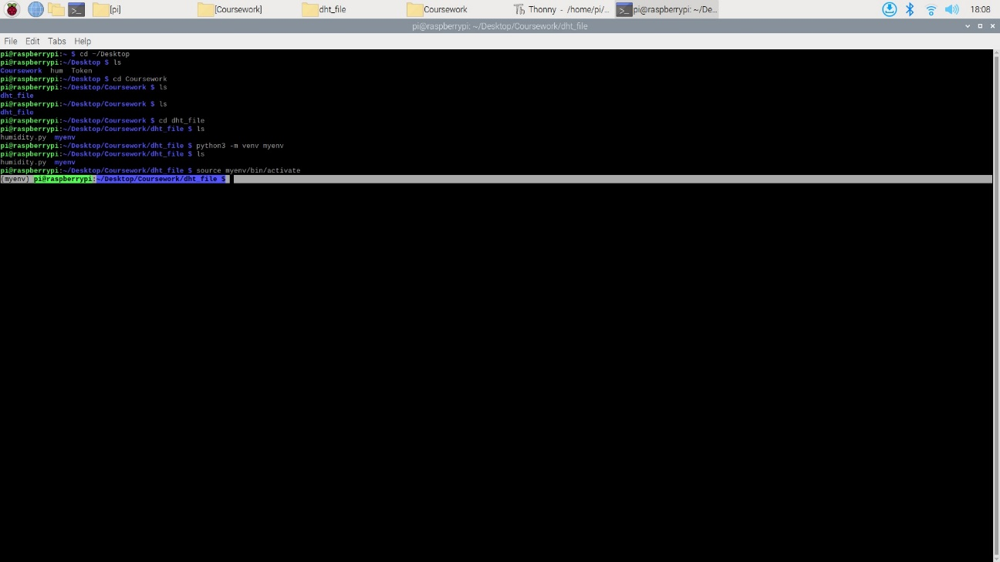 [pi]
[Coursework]
dht_file
Coursework
Thonny - /home/pi/...
pi@raspberrypi: ~/De...
18:08
pi@raspberrypi: ~/Desktop/Coursework/dht_file
File Edit Tabs Help
pi@raspberrypi:~ $ cd ~/Desktop
pi@raspberrypi:~/Desktop $ ls
Coursework hum Token
pi@raspberrypi:~/Desktop $ cd Coursework
pi@raspberrypi:~/Desktop/Coursework $ ls
dht_file
pi@raspberrypi:~/Desktop/Coursework $ ls
dht_file
pi@raspberrypi:~/Desktop/Coursework $ cd dht_file
pi@raspberrypi:~/Desktop/Coursework/dht_file $ ls
humidity.py myenv
pi@raspberrypi:~/Desktop/Coursework/dht_file $ python3 -m venv myenv
pi@raspberrypi:~/Desktop/Coursework/dht_file $ ls
humidity.py myenv
pi@raspberrypi:~/Desktop/Coursework/dht_file $ source myenv/bin/activate
(myenv) pi@raspberrypi:~/Desktop/Coursework/dht_file $